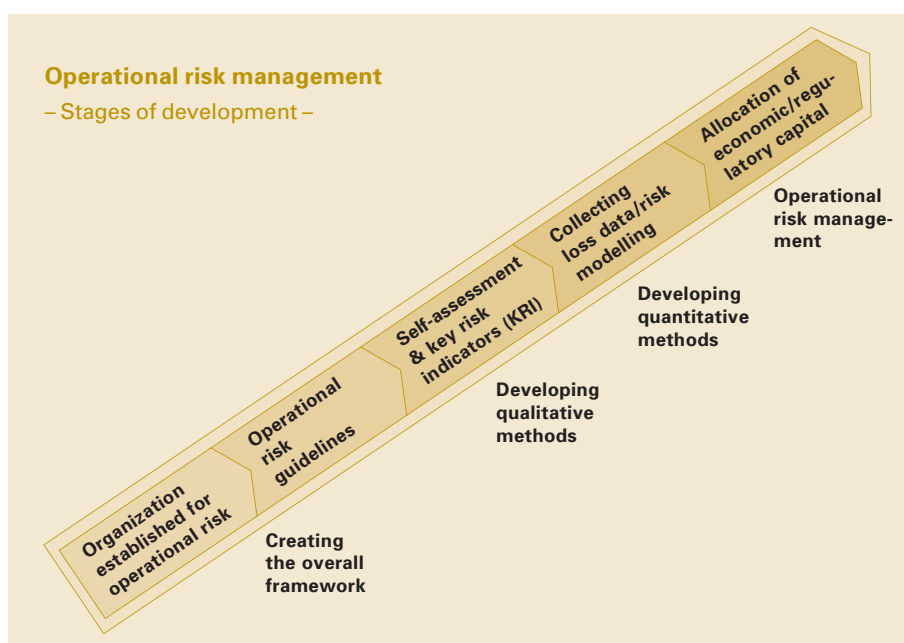 Operational risk management
– Stages of development –
Organization
established for
operational risk
Operational
risk
guidelines
Creating
the overall
framework
Self-assessment
& key risk
indicators (KRI)
Developing
qualitative
methods
Collecting
loss data/risk
modelling
Developing
quantitative
methods
Allocation of
economic/regu-
latory capital
Operational
risk manage-
ment